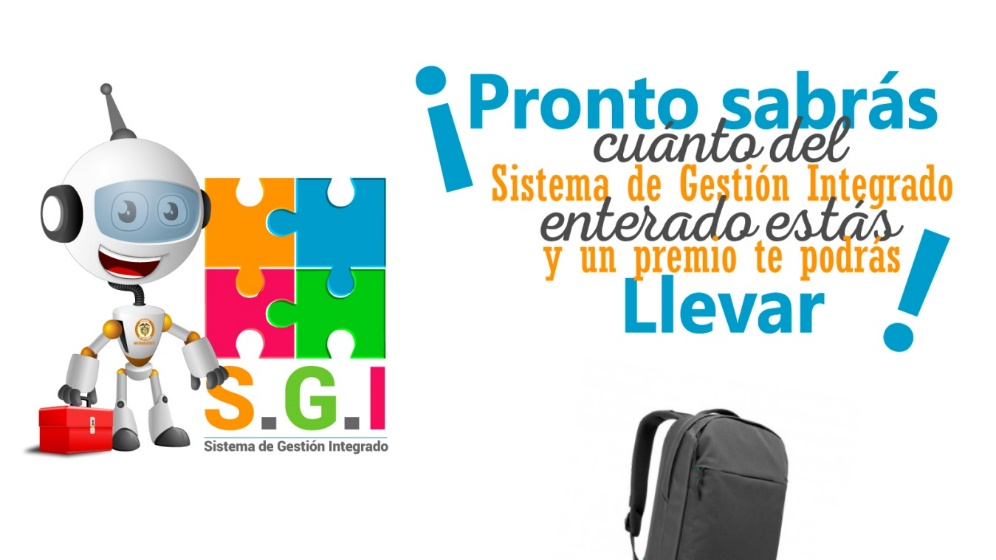 ¡Pronto sabrás
cuánto del
Sistema de Gestión Integrado
enterado estás
y un premio te podrás
Llevar!
S.G.I
Sistema de Gestión Integrado